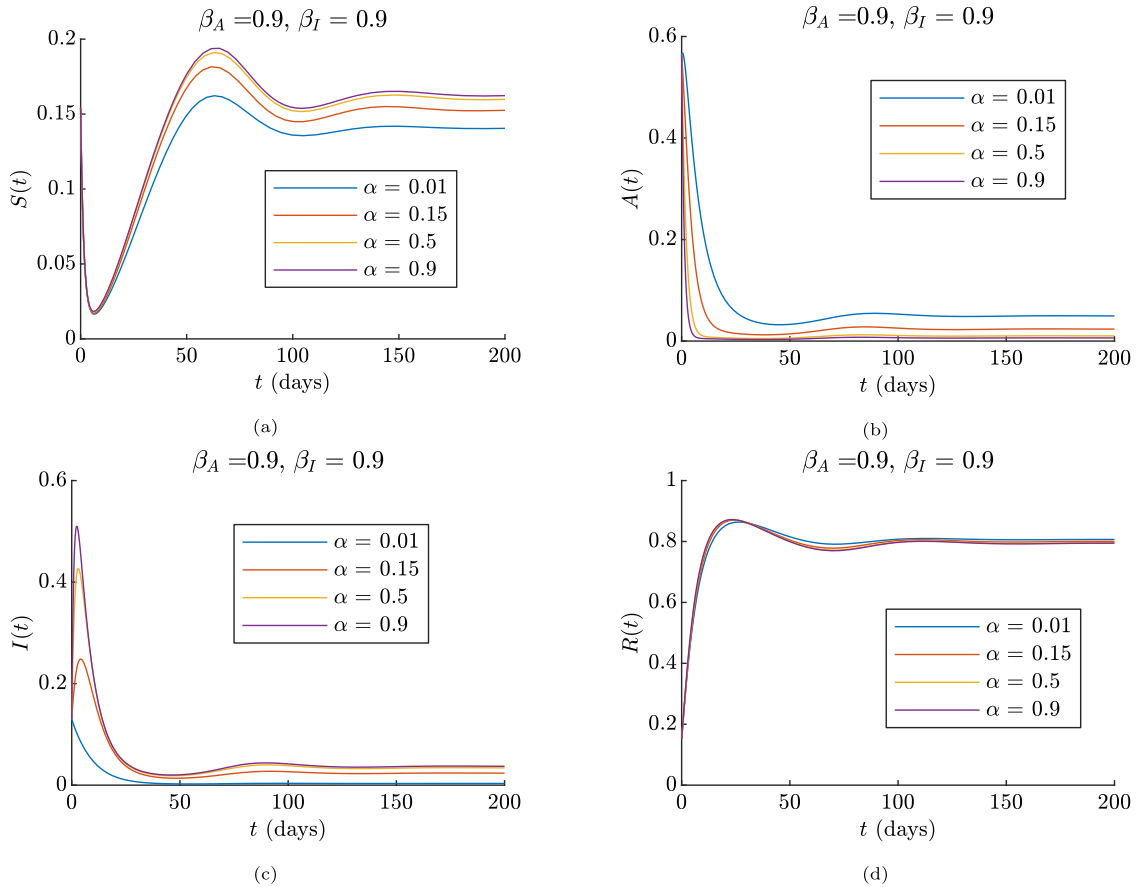 β_A =0.9, β_I = 0.9
S(t)
0.2
0.15
0.1
0.05
0
α = 0.01
α = 0.15
α = 0.5
α = 0.9
0 50 100 150 200
t (days)
(a)
β_A =0.9, β_I = 0.9
A(t)
0.6
0.4
0.2
0
α = 0.01
α = 0.15
α = 0.5
α = 0.9
0 50 100 150 200
t (days)
(b)
β_A =0.9, β_I = 0.9
I(t)
0.6
0.4
0.2
0
α = 0.01
α = 0.15
α = 0.5
α = 0.9
0 50 100 150 200
t (days)
(c)
β_A =0.9, β_I = 0.9
R(t)
1
0.8
0.6
0.4
0.2
0
α = 0.01
α = 0.15
α = 0.5
α = 0.9
0 50 100 150 200
t (days)
(d)